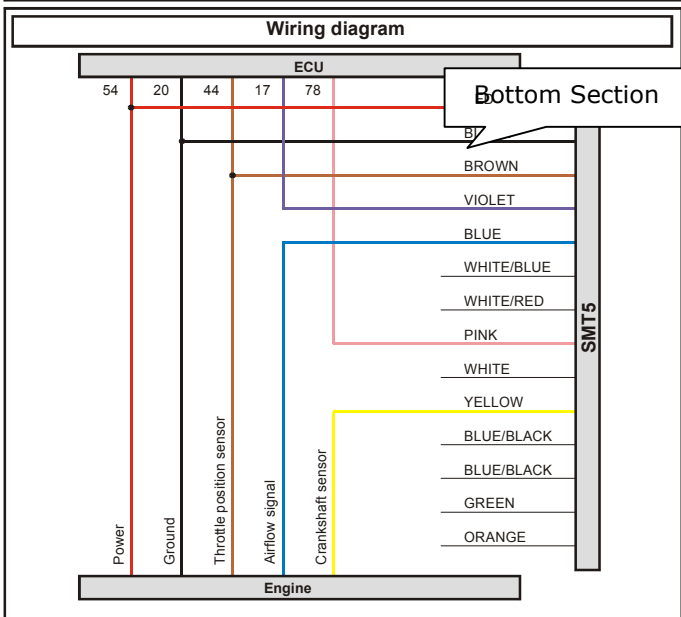 Wiring diagram
ECU
54 20 44 17 78
Bottom Section
BROWN
VIOLET
BLUE
WHITE/BLUE
WHITE/RED
PINK
WHITE
YELLOW
BLUE/BLACK
BLUE/BLACK
GREEN
ORANGE
SMT5
Power
Ground
Throttle position sensor
Airflow signal
Crankshaft sensor
Engine